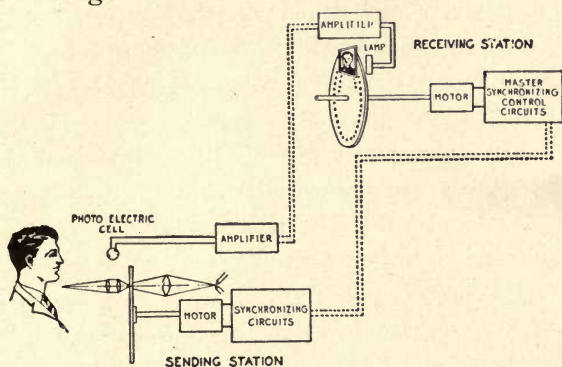 AMPLIFIER
LAMP
RECEIVING STATION
MOTOR
MASTER
SYNCHRONIZING
CONTROL
CIRCUITS
PHOTO ELECTRIC
CELL
AMPLIFIER
MOTOR
SYNCHRONIZING
CIRCUITS
SENDING STATION